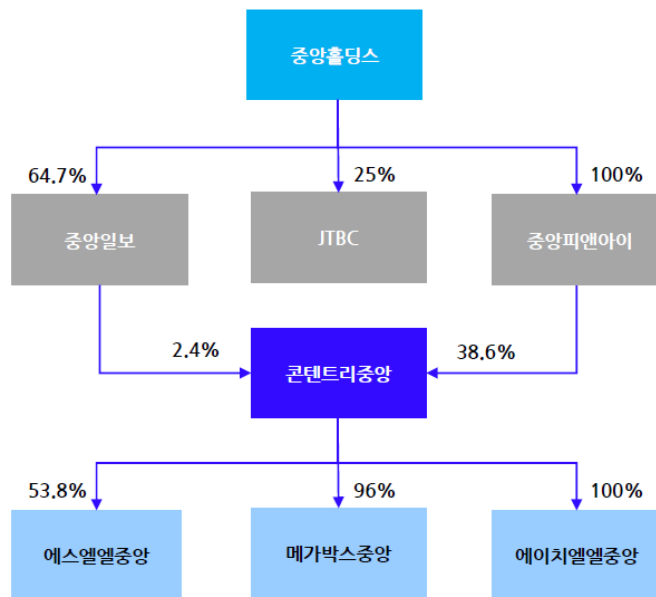 중앙홀딩스
64.7%
25%
100%
중앙일보
JTBC
중앙피앤아이
2.4%
콘텐트리중앙
38.6%
53.8%
96%
100%
에스엘엘중앙
메가박스중앙
에이치엘엘중앙